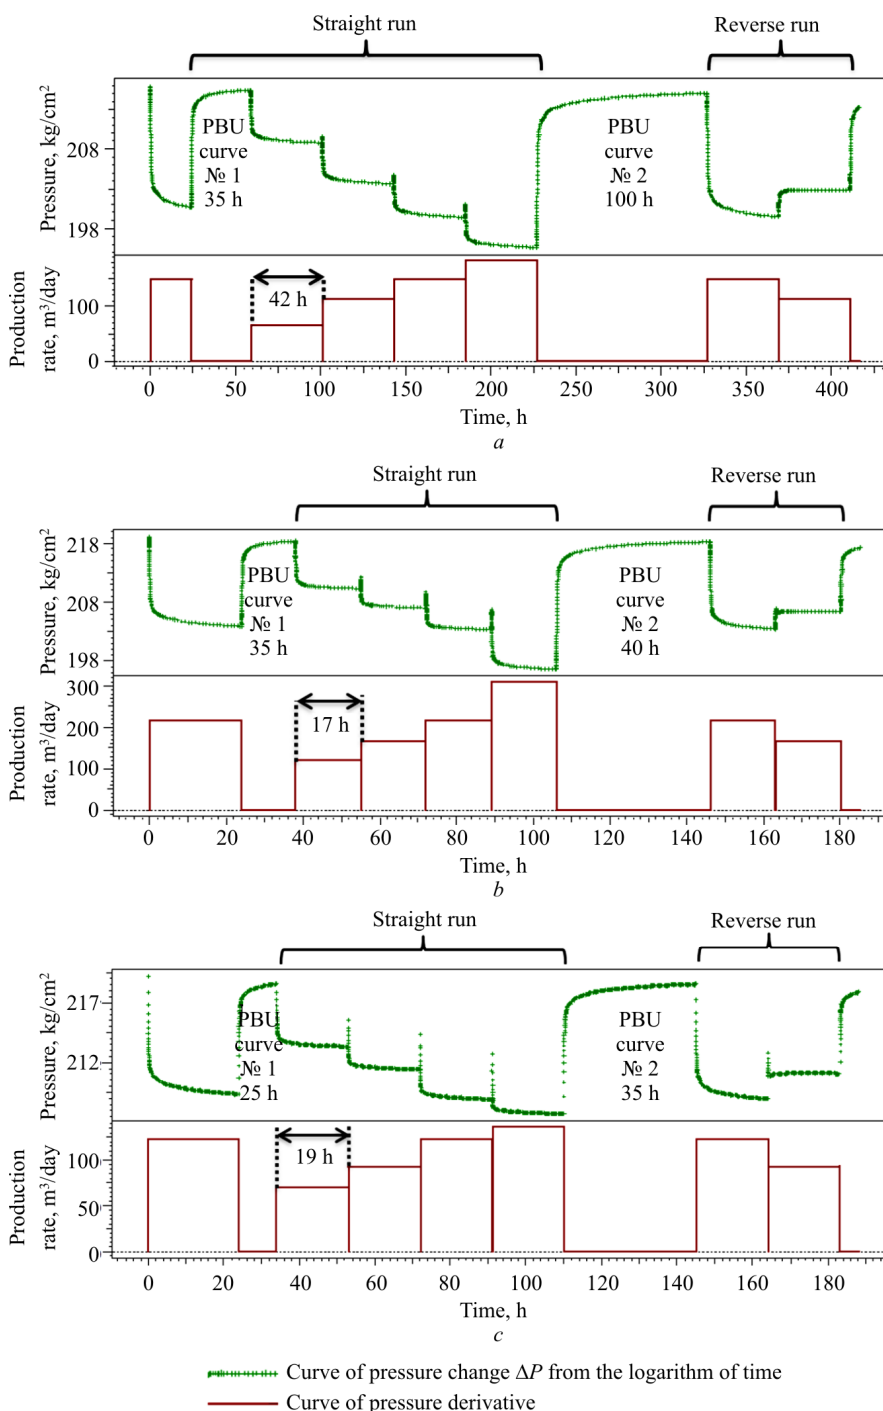 Straight run
Reverse run
Pressure, kg/cm²
208
198
PBU
curve
№ 1
35 h
PBU
curve
№ 2
100 h
Production
rate, m³/day
100
0
42 h
0 50 100 150 200 250 300 350 400
Time, h
a
Straight run
Reverse run
Pressure, kg/cm²
218
208
198
PBU
curve
№ 1
35 h
PBU
curve
№ 2
40 h
Production
rate, m³/day
300
200
100
0
17 h
0 20 40 60 80 100 120 140 160 180
Time, h
b
Straight run
Reverse run
Pressure, kg/cm²
217
212
PBU
curve
№ 1
25 h
PBU
curve
№ 2
35 h
Production
rate, m³/day
100
50
0
19 h
0 20 40 60 80 100 120 140 160 180
Time, h
c
Curve of pressure change ΔP from the logarithm of time
Curve of pressure derivative